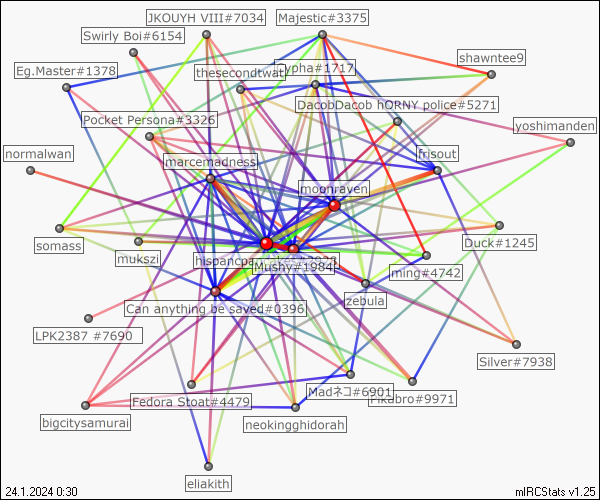 JKOUYH VIII#7034
Majestic#3375
Swirly Boi#6154
shawntee9
Eg.Master#1378
thesecondtwat
cypha#1717
DacobDacob hORNY police#5271
Pocket Persona#3326
yoshimanden
normalwan
marcemadness
frisout
moonraven
somass
mukszi
Duck#1245
Mushy#1984
ming#4742
zebula
Can anything be saved#0396
LPK2387 #7690
Silver#7938
Fedora Stoat#4479
Madネコ#6901
Pikabro#9971
bigcitysamurai
neokingghidorah
eliakith
24.1.2024 0:30
mIRCStats v1.25